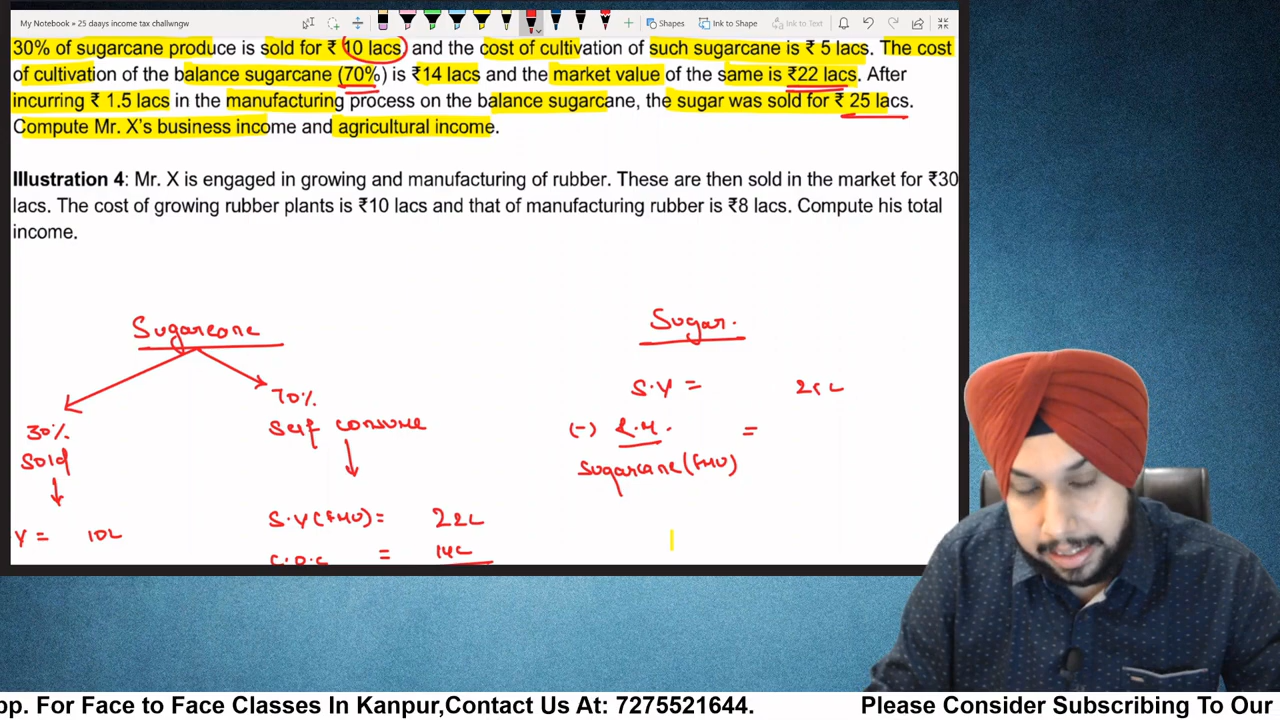 My Notebook » 25 daays income tax challwngw
Shapes
Ink to Shape
Ink to Text
30% of sugarcane produce is sold for ₹ 10 lacs and the cost of cultivation of such sugarcane is ₹ 5 lacs. The cost
of cultivation of the balance sugarcane (70%) is ₹14 lacs and the market value of the same is ₹22 lacs. After
incurring ₹ 1.5 lacs in the manufacturing process on the balance sugarcane, the sugar was sold for ₹ 25 lacs.
Compute Mr. X's business income and agricultural income.
Illustration 4: Mr. X is engaged in growing and manufacturing of rubber. These are then sold in the market for ₹30
lacs. The cost of growing rubber plants is ₹10 lacs and that of manufacturing rubber is ₹8 lacs. Compute his total
income.
Sugarcane
30%
Sold
Y = 10L
70%
Self consume
S.Y (FMV) = 22L
C.O.C = 14L
Sugar.
S.Y = 25L
(-) R.M. =
Sugarcane (FMV)
pp. For Face to Face Classes In Kanpur,Contact Us At: 7275521644.
Please Consider Subscribing To Our